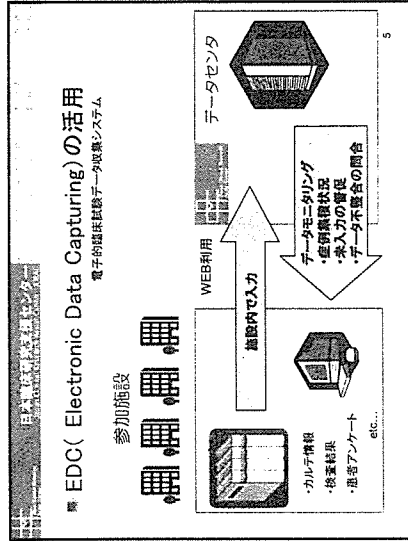 EDC( Electronic Data Capturing)の活用
電子的臨床試験データ収集システム
参加施設
WEB利用
データセンタ
施設内で入力
データモニタリング
・症例集積状況
・未入力の督促
・データ不整合の問合
・カルテ情報
・検査結果
・患者アンケート
etc...
5